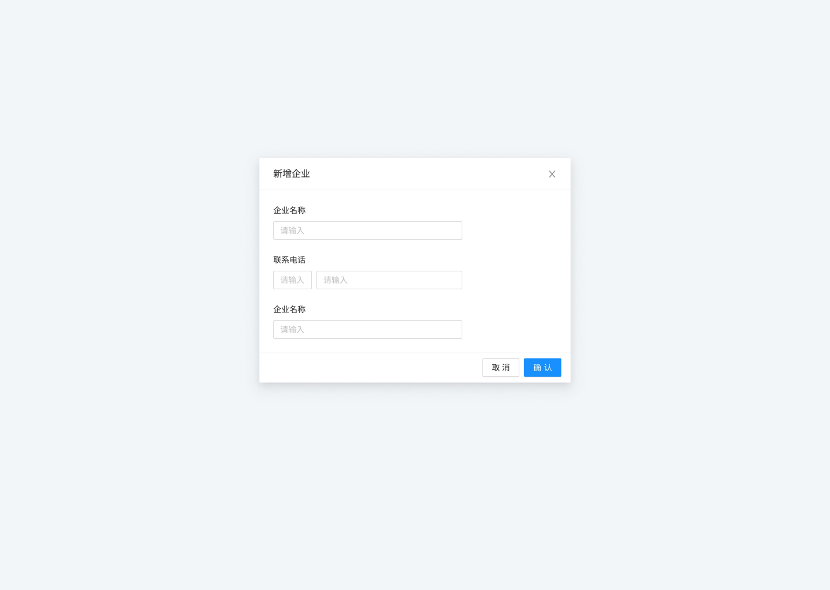 新增企业
企业名称
请输入
联系电话
请输入 请输入
企业名称
请输入
取 消 确 认